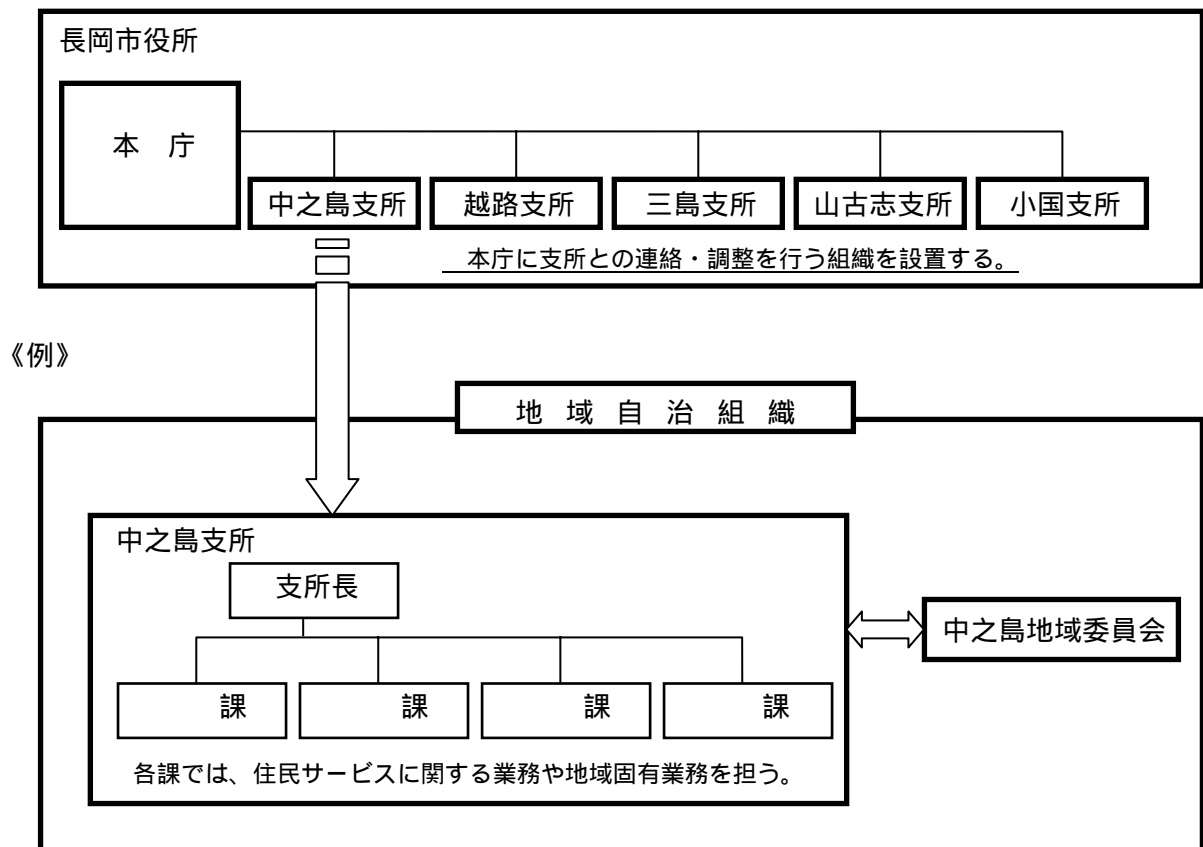 長岡市役所
本 庁
中之島支所
越路支所
三島支所
山古志支所
小国支所
本庁に支所との連絡・調整を行う組織を設置する。
《例》
地 域 自 治 組 織
中之島支所
支所長
中之島地域委員会
課
課
課
課
各課では、住民サービスに関する業務や地域固有業務を担う。